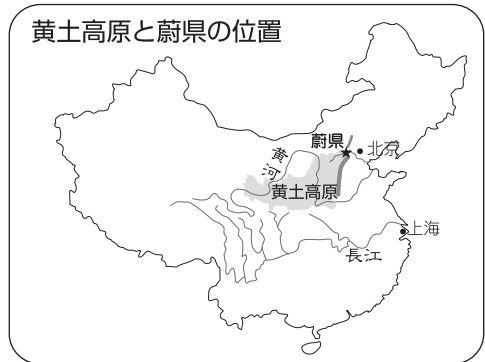 黄土高原と蔚県の位置
蔚県
北京
黄河
黄土高原
上海
長江